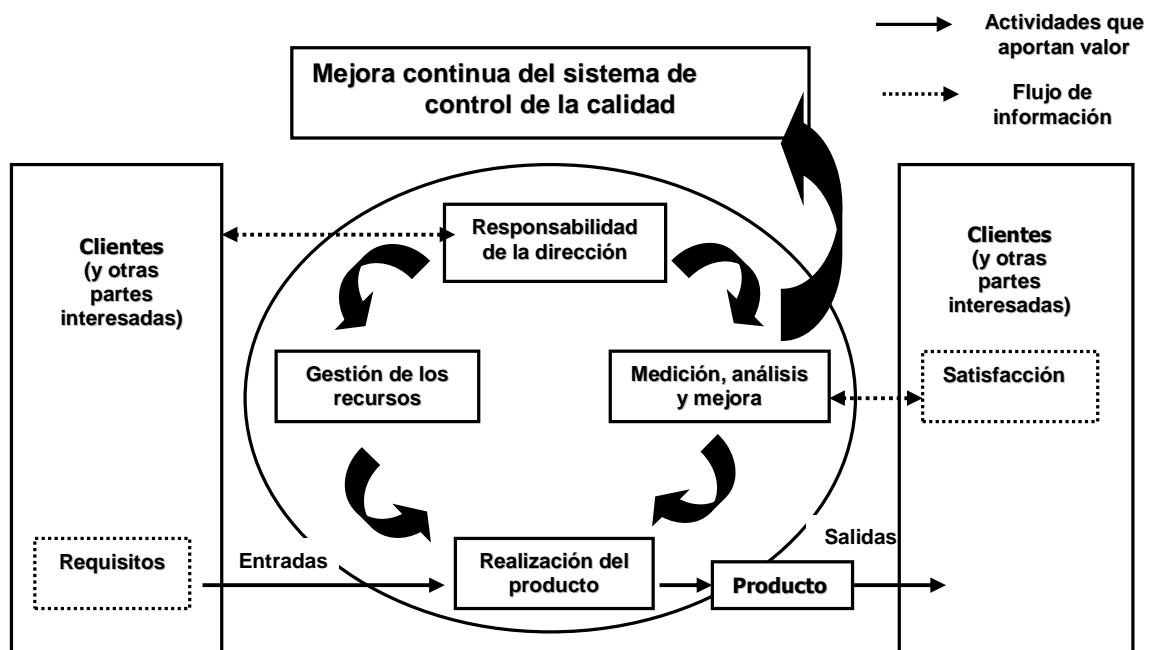 Actividades que
aportan valor
Mejora continua del sistema de
control de la calidad
Flujo de
información
Clientes
(y otras
partes
interesadas)
Responsabilidad
de la dirección
Clientes
(y otras
partes
interesadas)
Gestión de los
recursos
Medición, análisis
y mejora
Satisfacción
Requisitos
Entradas
Realización del
producto
Producto
Salidas